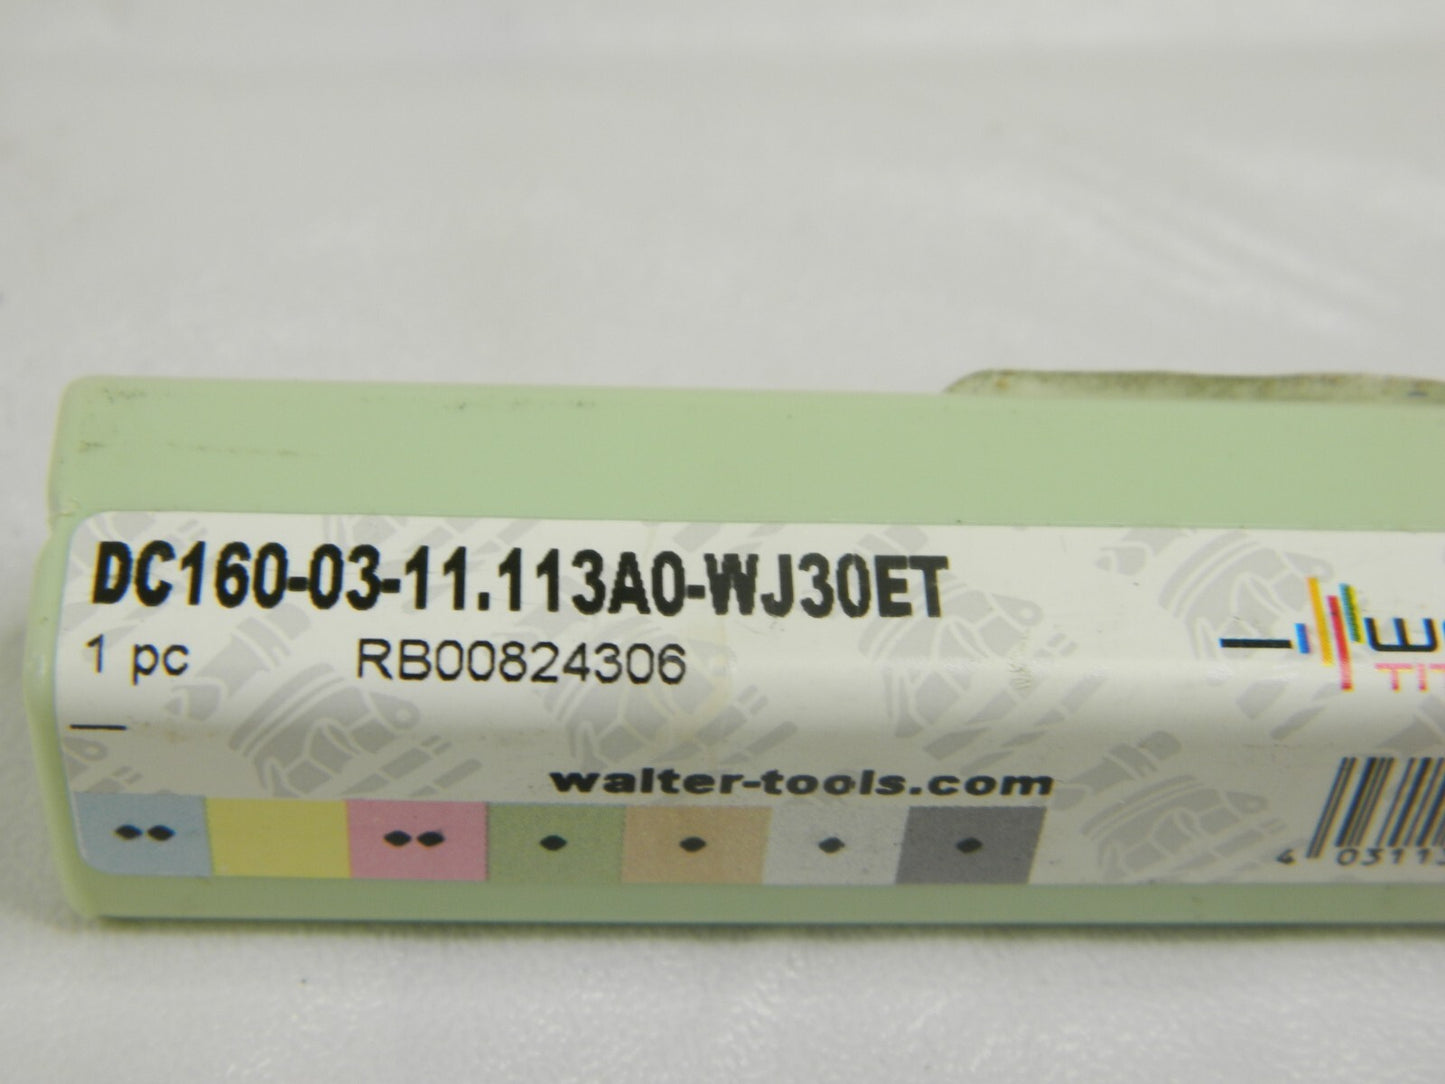 DC160-03-11.113A0-WJ30ET
1 pc RB00824306
walter-tools.com